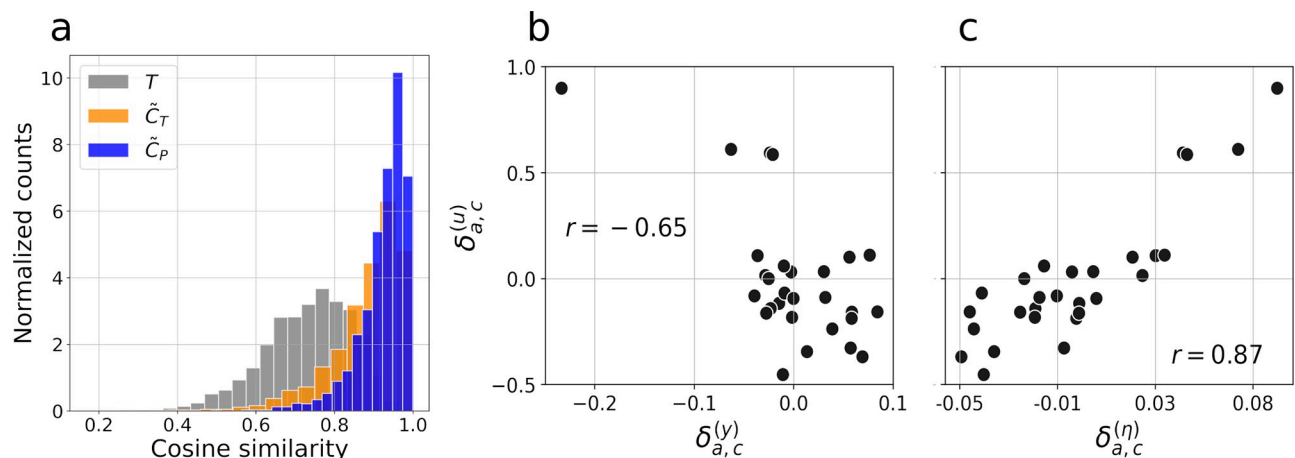 a
b
c
T
C̃_T
C̃_P
Normalized counts
0
2
4
6
8
10
0.2
0.4
0.6
0.8
1.0
Cosine similarity
δ_{a,c}^{(u)}
1.0
0.5
0.0
−0.5
r = −0.65
−0.2
−0.1
0.0
0.1
δ_{a,c}^{(y)}
r = 0.87
-0.05
-0.01
0.03
0.08
δ_{a,c}^{(η)}